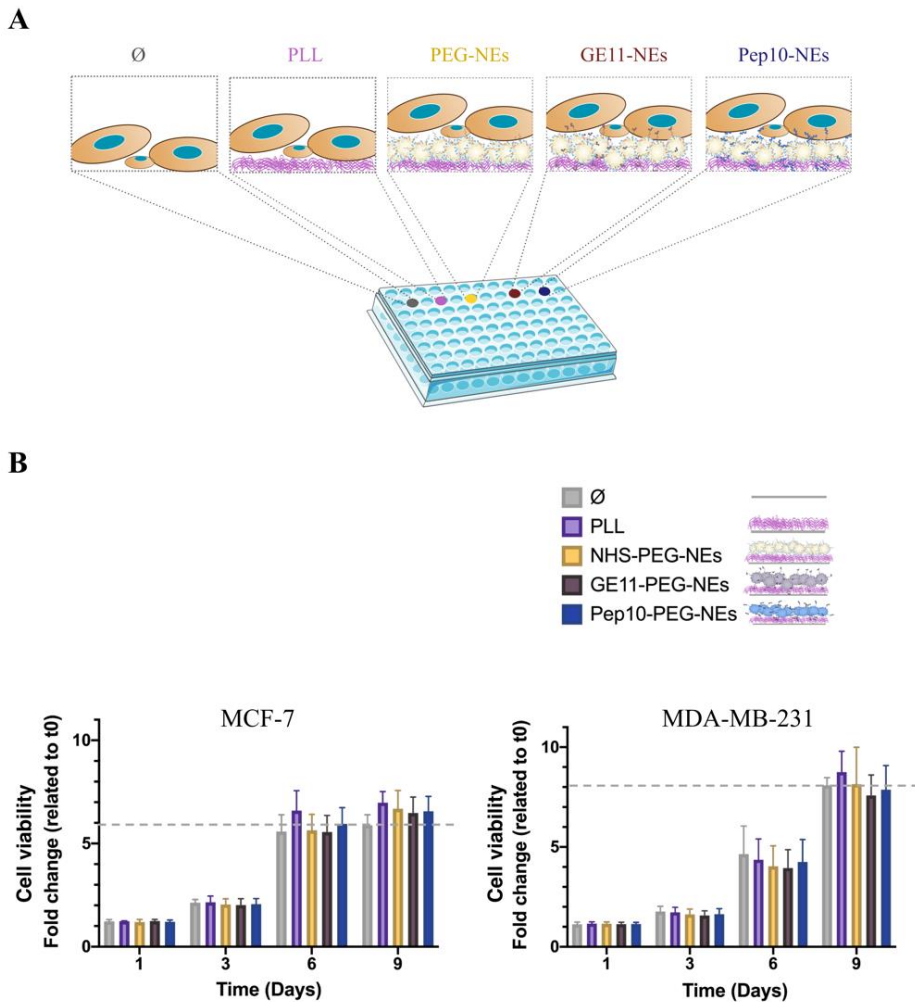 A
Ø
PLL
PEG-NEs
GE11-NEs
Pep10-NEs
B
Ø
PLL
NHS-PEG-NEs
GE11-PEG-NEs
Pep10-PEG-NEs
MCF-7
Cell viability
Fold change (related to t0)
10
5
0
1
3
6
9
Time (Days)
MDA-MB-231
Cell viability
Fold change (related to t0)
10
5
0
1
3
6
9
Time (Days)